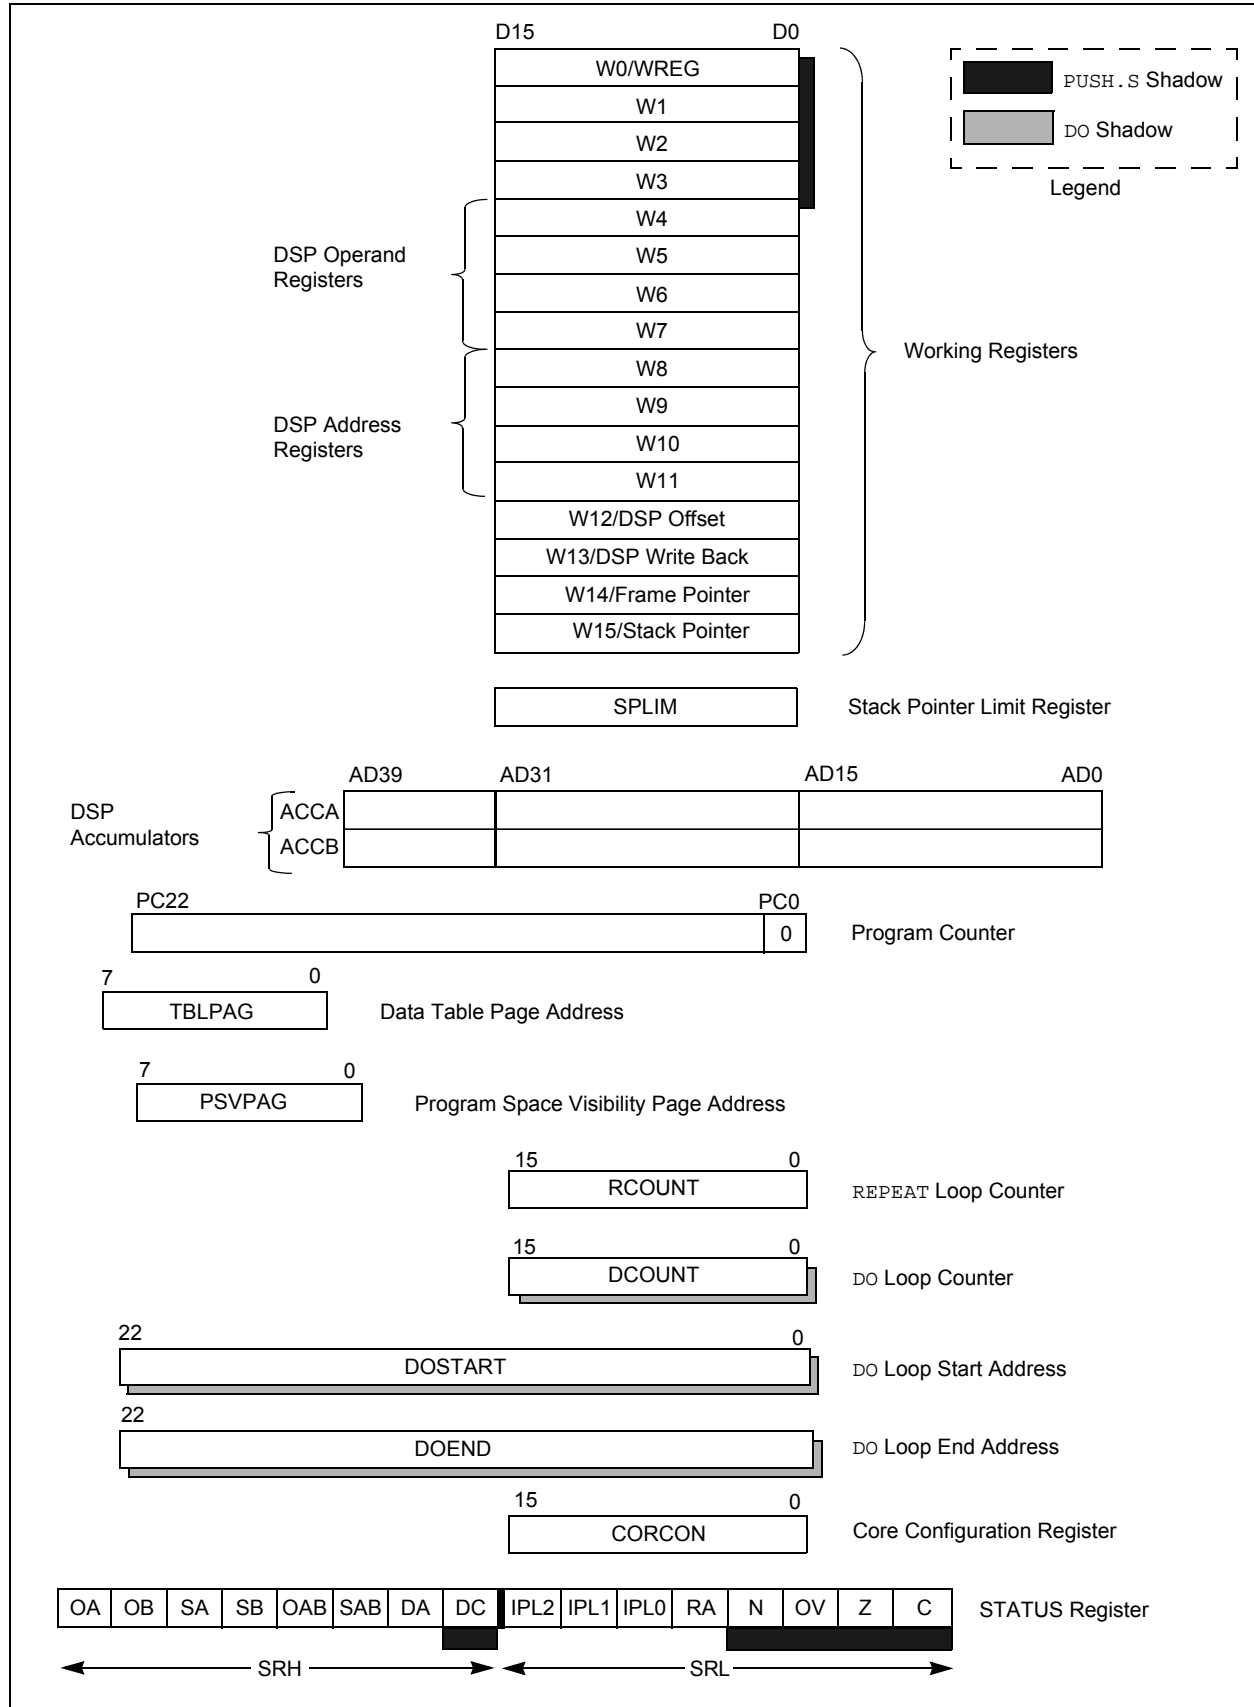 D15 D0
W0/WREG
PUSH.S Shadow
W1
DO Shadow
W2
W3
Legend
W4
DSP Operand
Registers
W5
W6
W7
Working Registers
W8
W9
DSP Address
Registers
W10
W11
W12/DSP Offset
W13/DSP Write Back
W14/Frame Pointer
W15/Stack Pointer
SPLIM Stack Pointer Limit Register
AD39 AD31 AD15 AD0
DSP
Accumulators
ACCA
ACCB
PC22 PC0
0 Program Counter
7 0
TBLPAG Data Table Page Address
7 0
PSVPAG Program Space Visibility Page Address
15 0
RCOUNT REPEAT Loop Counter
15 0
DCOUNT DO Loop Counter
22 0
DOSTART DO Loop Start Address
22
DOEND DO Loop End Address
15 0
CORCON Core Configuration Register
OA OB SA SB OAB SAB DA DC IPL2 IPL1 IPL0 RA N OV Z C STATUS Register
SRH SRL